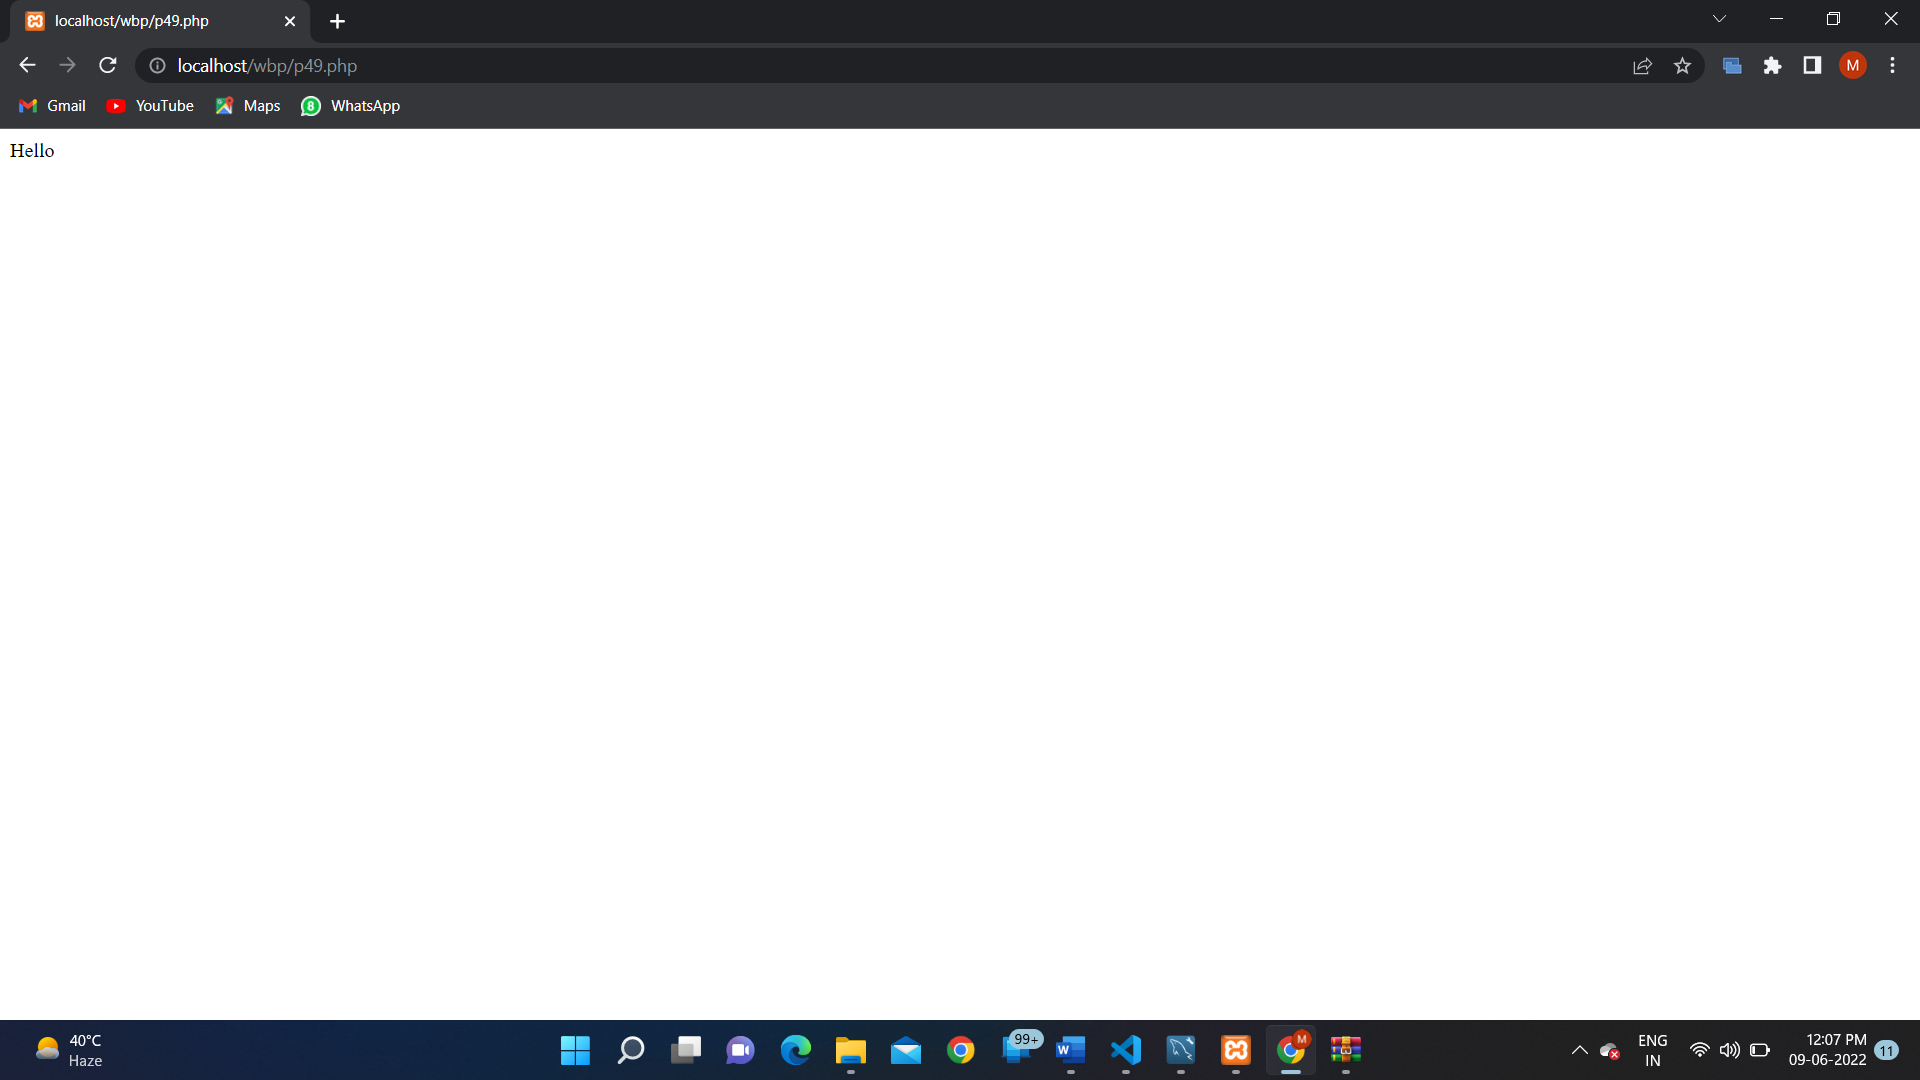 localhost/wbp/p49.php
localhost/wbp/p49.php
M
Gmail
YouTube
Maps
8
WhatsApp
Hello
40°C
Haze
99+
W
M
ENG
IN
12:07 PM
09-06-2022
11